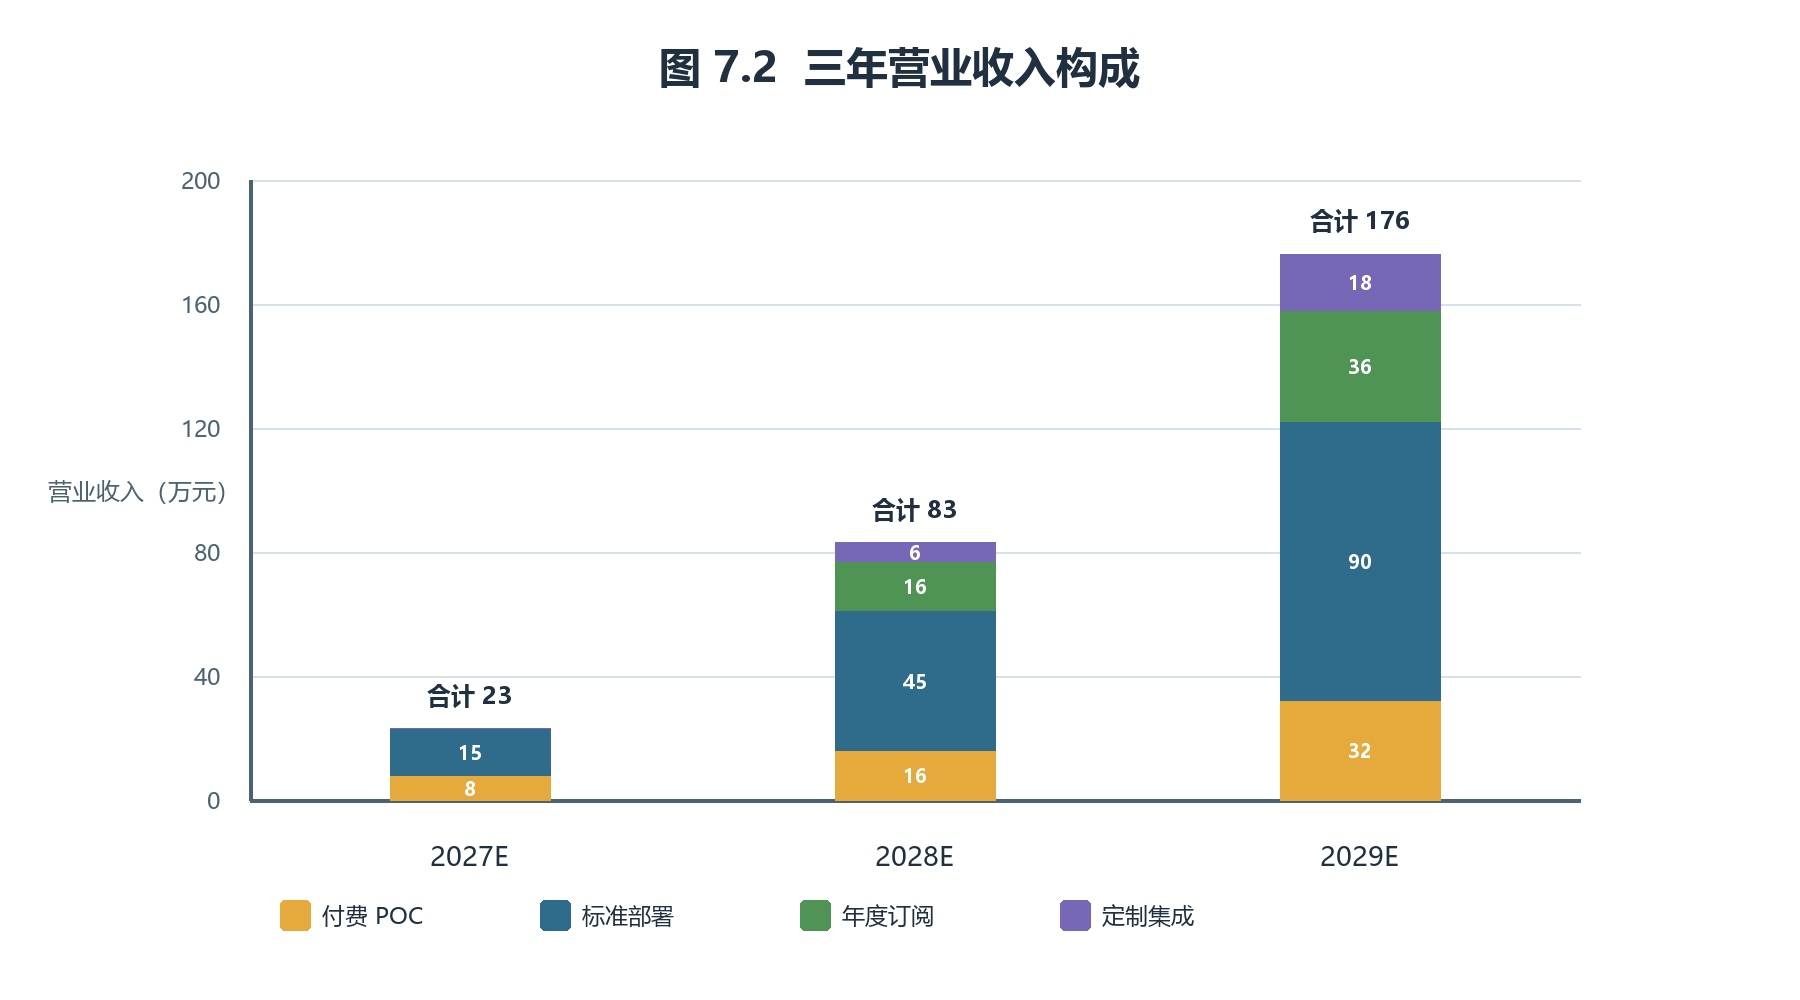 图 7.2 三年营业收入构成
200
合计 176
18
160
36
120
营业收入（万元）
合计 83
90
80
6
16
40
45
合计 23
15
32
16
8
0
2027E
2028E
2029E
付费 POC
标准部署
年度订阅
定制集成